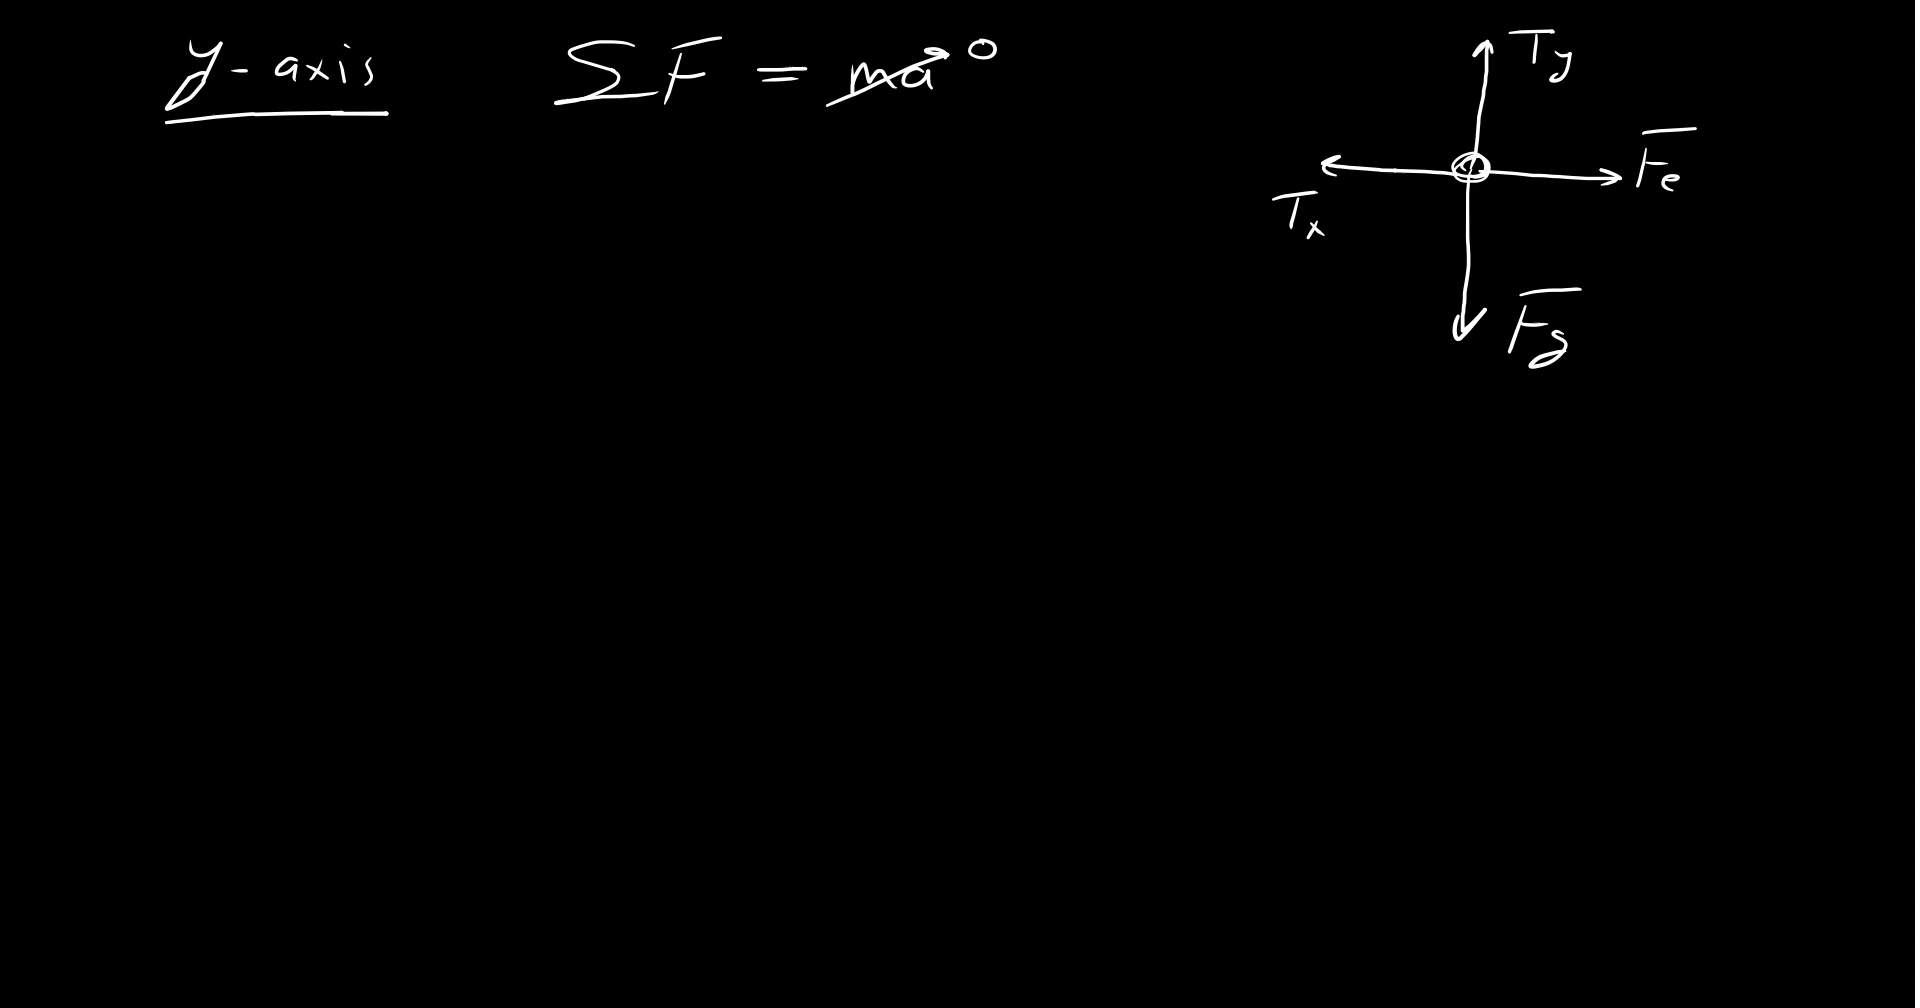 y-axis ΣF = ma 0
Ty
Fe
Tx
Fg